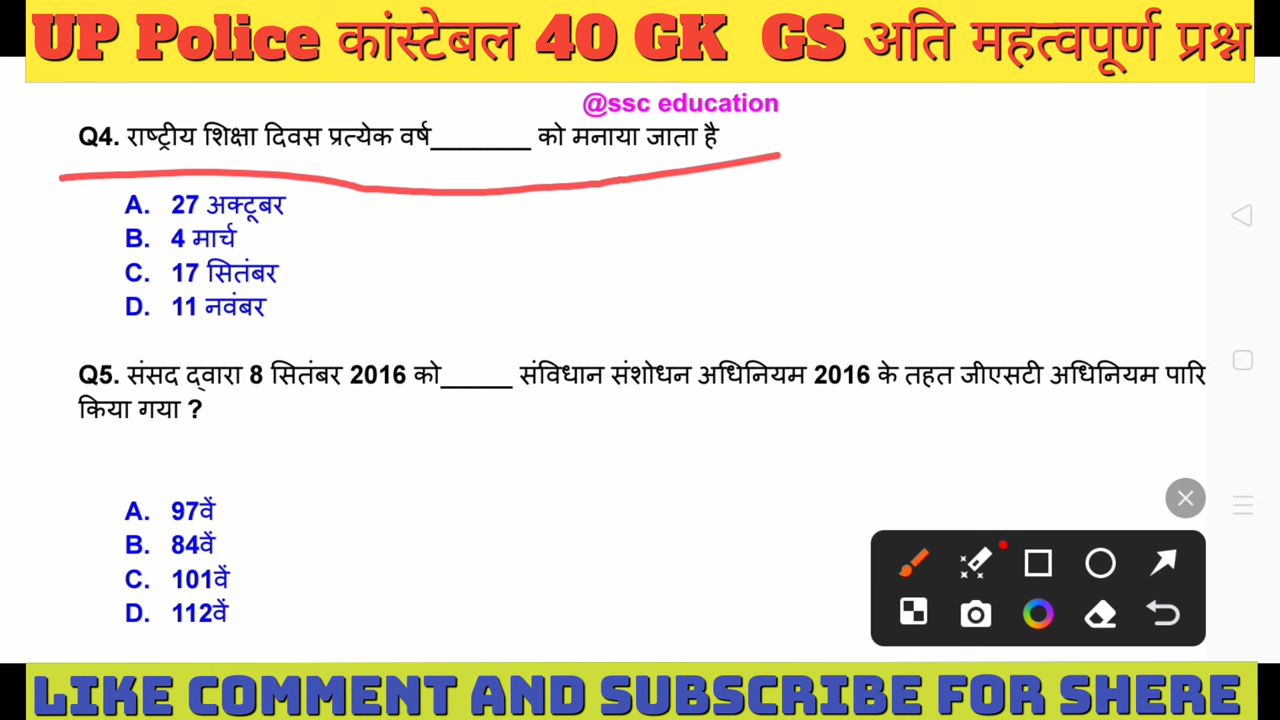 UP Police कांस्टेबल 40 GK GS अति महत्वपूर्ण प्रश्न
@ssc education
Q4. राष्ट्रीय शिक्षा दिवस प्रत्येक वर्ष________ को मनाया जाता है
A. 27 अक्टूबर
B. 4 मार्च
C. 17 सितंबर
D. 11 नवंबर
Q5. संसद द्वारा 8 सितंबर 2016 को_____ संविधान संशोधन अधिनियम 2016 के तहत जीएसटी अधिनियम पारि
किया गया ?
A. 97वें
B. 84वें
C. 101वें
D. 112वें
LIKE COMMENT AND SUBSCRIBE FOR SHERE